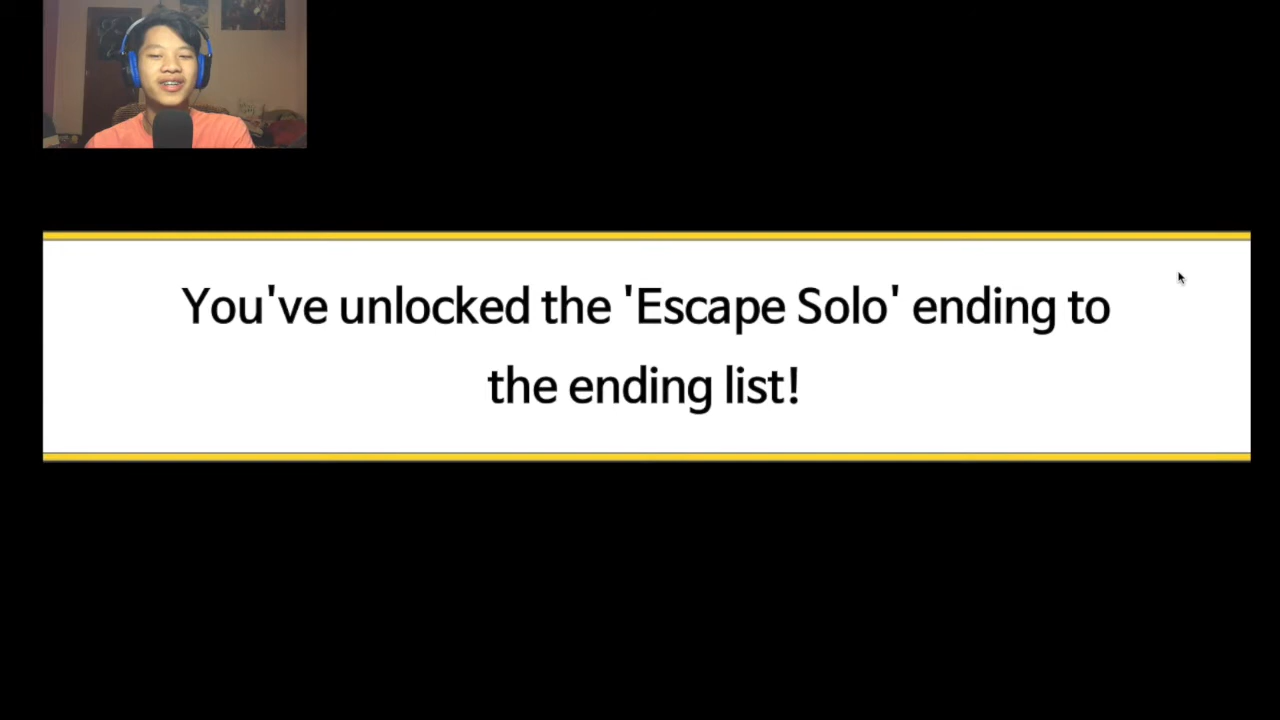 You've unlocked the 'Escape Solo' ending to
the ending list!